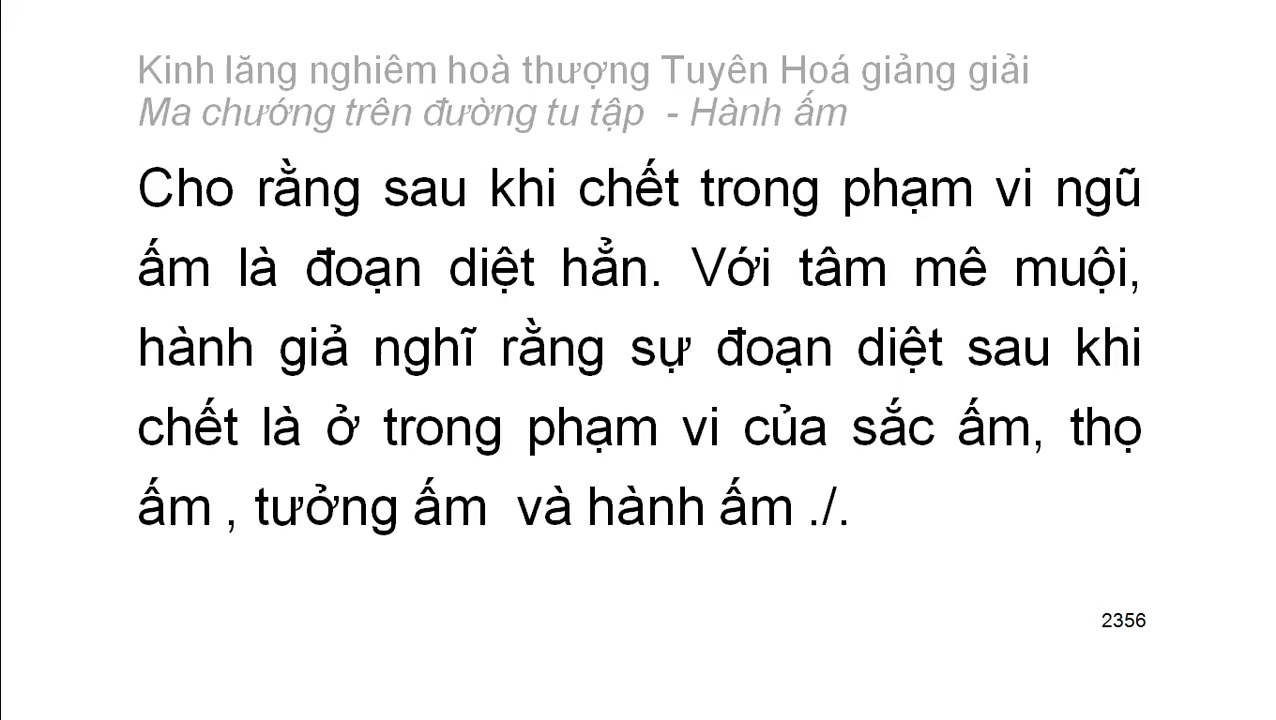 Kinh lăng nghiêm hoà thượng Tuyên Hoá giảng giải
Ma chướng trên đường tu tập  - Hành ấm
Cho rằng sau khi chết trong phạm vi ngũ
ấm là đoạn diệt hẳn. Với tâm mê muội,
hành giả nghĩ rằng sự đoạn diệt sau khi
chết là ở trong phạm vi của sắc ấm, thọ
ấm , tưởng ấm  và hành ấm ./.
2356